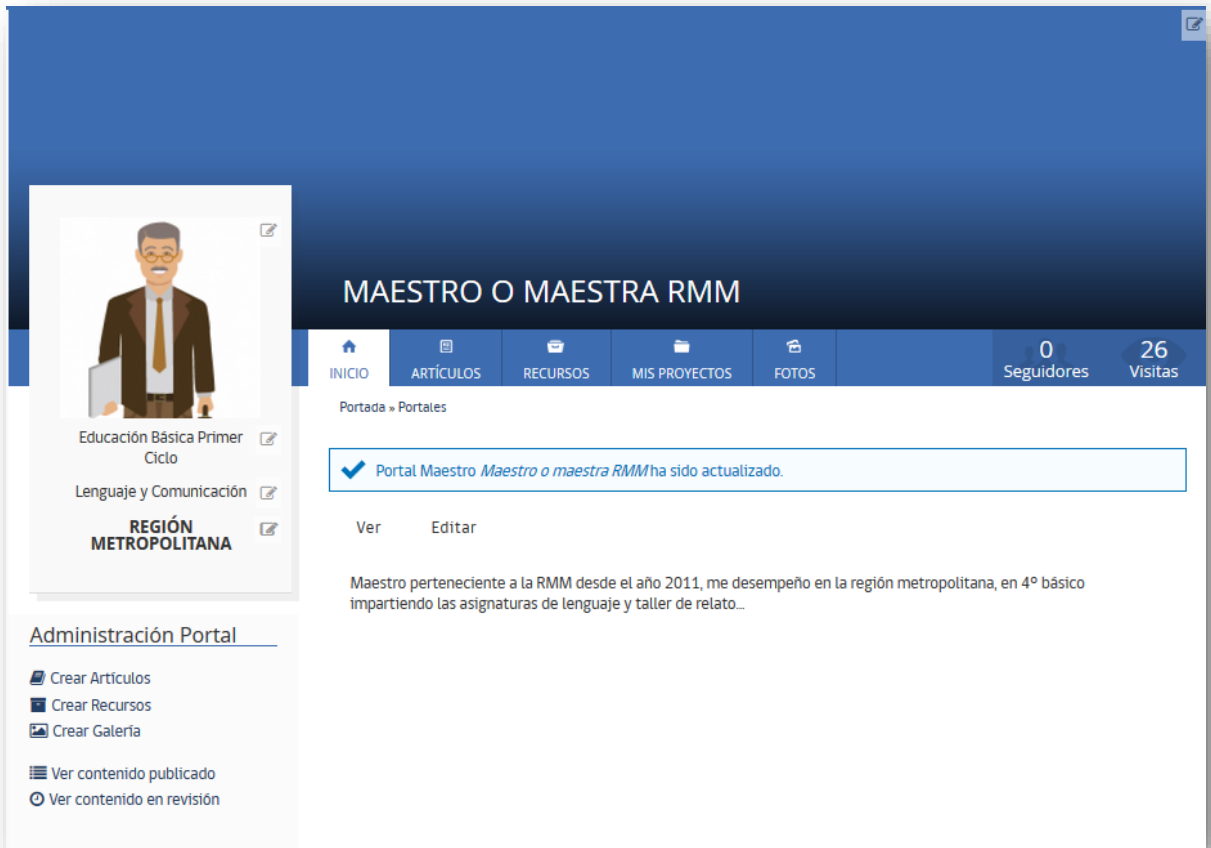 MAESTRO O MAESTRA RMM
INICIO
ARTÍCULOS
RECURSOS
MIS PROYECTOS
FOTOS
0
Seguidores
26
Visitas
Educación Básica Primer
Ciclo
Lenguaje y Comunicación
REGIÓN
METROPOLITANA
Administración Portal
Crear Artículos
Crear Recursos
Crear Galería
Ver contenido publicado
Ver contenido en revisión
Portada » Portales
Portal Maestro Maestro o maestra RMM ha sido actualizado.
Ver
Editar
Maestro perteneciente a la RMM desde el año 2011, me desempeño en la región metropolitana, en 4º básico
impartiendo las asignaturas de lenguaje y taller de relato...